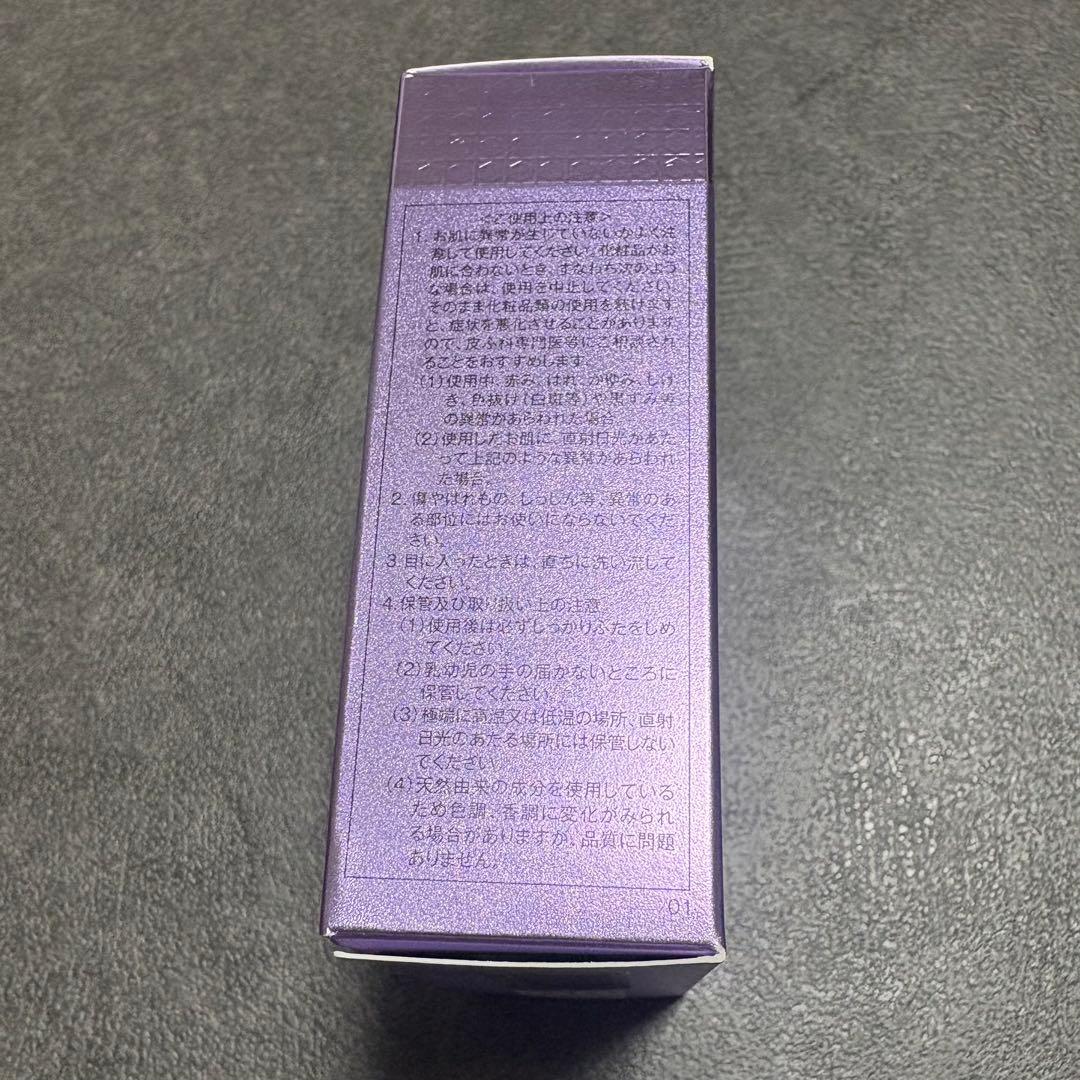 <ご使用上の注意>
1. お肌に異常が生じていないかよく注
意して使用してください。化粧品がお
肌に合わないとき、すなわち次のよう
な場合は、使用を中止してください。
そのまま化粧品類の使用を続けます
と、症状を悪化させることがあります
ので、皮ふ科専門医等にご相談され
ることをおすすめします。
(1)使用中、赤み、はれ、かゆみ、しげ
き、色抜け(白斑等)や黒ずみ等
の異常があらわれた場合
(2)使用したお肌に、直射日光があた
って上記のような異常があらわれ
た場合。
2. 傷やはれもの、しっしん等、異常のあ
る部位にはお使いにならないでくだ
さい。
3. 目に入ったときは、直ちに洗い流して
ください。
4. 保管及び取り扱い上の注意
(1)使用後は必ずしっかりふたをしめ
てください。
(2)乳幼児の手の届かないところに
保管してください。
(3)極端に高温又は低温の場所、直射
日光のあたる場所には保管しない
でください。
(4)天然由来の成分を使用している
ため色調、香調に変化がみられ
る場合がありますが、品質に問題
ありません。
01